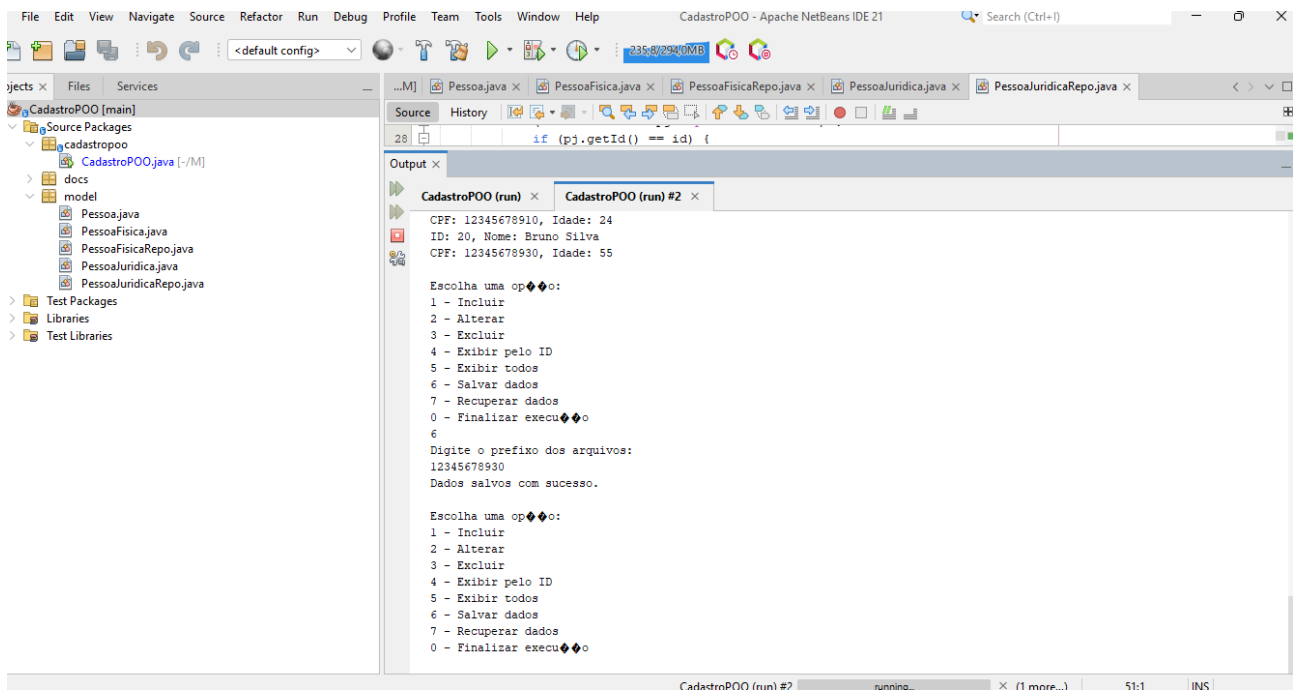 File Edit View Navigate Source Refactor Run Debug Profile Team Tools Window Help CadastroPOO - Apache NetBeans IDE 21 Search (Ctrl+I)
<default config> 235,8/294,0MB
ojects Files Services
CadastroPOO [main]
Source Packages
cadastropoo
CadastroPOO.java [-/M]
docs
model
Pessoa.java
PessoaFisica.java
PessoaFisicaRepo.java
PessoaJuridica.java
PessoaJuridicaRepo.java
Test Packages
Libraries
Test Libraries
...M] Pessoa.java PessoaFisica.java PessoaFisicaRepo.java PessoaJuridica.java PessoaJuridicaRepo.java
Source History
28 if (pj.getId() == id) {
Output
CadastroPOO (run) CadastroPOO (run) #2
CPF: 12345678910, Idade: 24
ID: 20, Nome: Bruno Silva
CPF: 12345678930, Idade: 55
Escolha uma op��o:
1 - Incluir
2 - Alterar
3 - Excluir
4 - Exibir pelo ID
5 - Exibir todos
6 - Salvar dados
7 - Recuperar dados
0 - Finalizar execu��o
6
Digite o prefixo dos arquivos:
12345678930
Dados salvos com sucesso.
Escolha uma op��o:
1 - Incluir
2 - Alterar
3 - Excluir
4 - Exibir pelo ID
5 - Exibir todos
6 - Salvar dados
7 - Recuperar dados
0 - Finalizar execu��o
CadastroPOO (run) #2 running... (1 more...) 51:1 INS